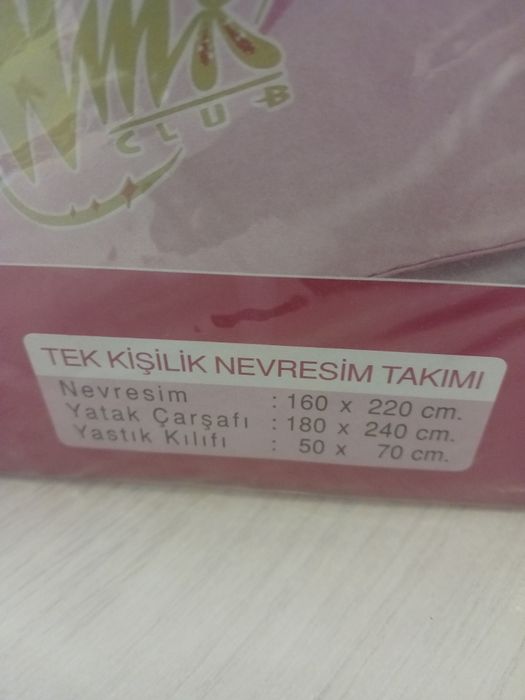 Winx
CLUB
TEK KİŞİLİK NEVRESİM TAKIMI
Nevresim : 160 x 220 cm.
Yatak Çarşafı : 180 x 240 cm.
Yastık Kılıfı : 50 x 70 cm.